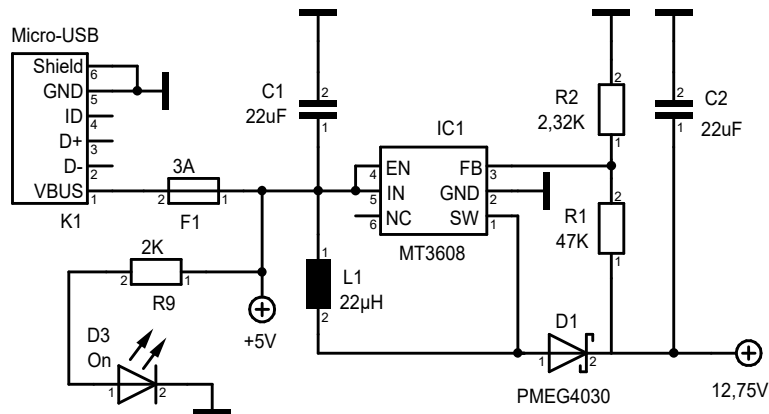 Micro-USB
Shield 6
GND 5
ID 4
D+ 3
D- 2
VBUS 1
K1
3A
2 1
F1
2K
2 1
R9
D3
On
1 2
+5V
C1
22uF
2
1
1
L1
22µH
2
IC1
4 EN FB 3
5 IN GND 2
6 NC SW 1
MT3608
2
R2
2,32K
1
2
R1
47K
1
2
C2
22uF
1
D1
1 2
PMEG4030
12,75V